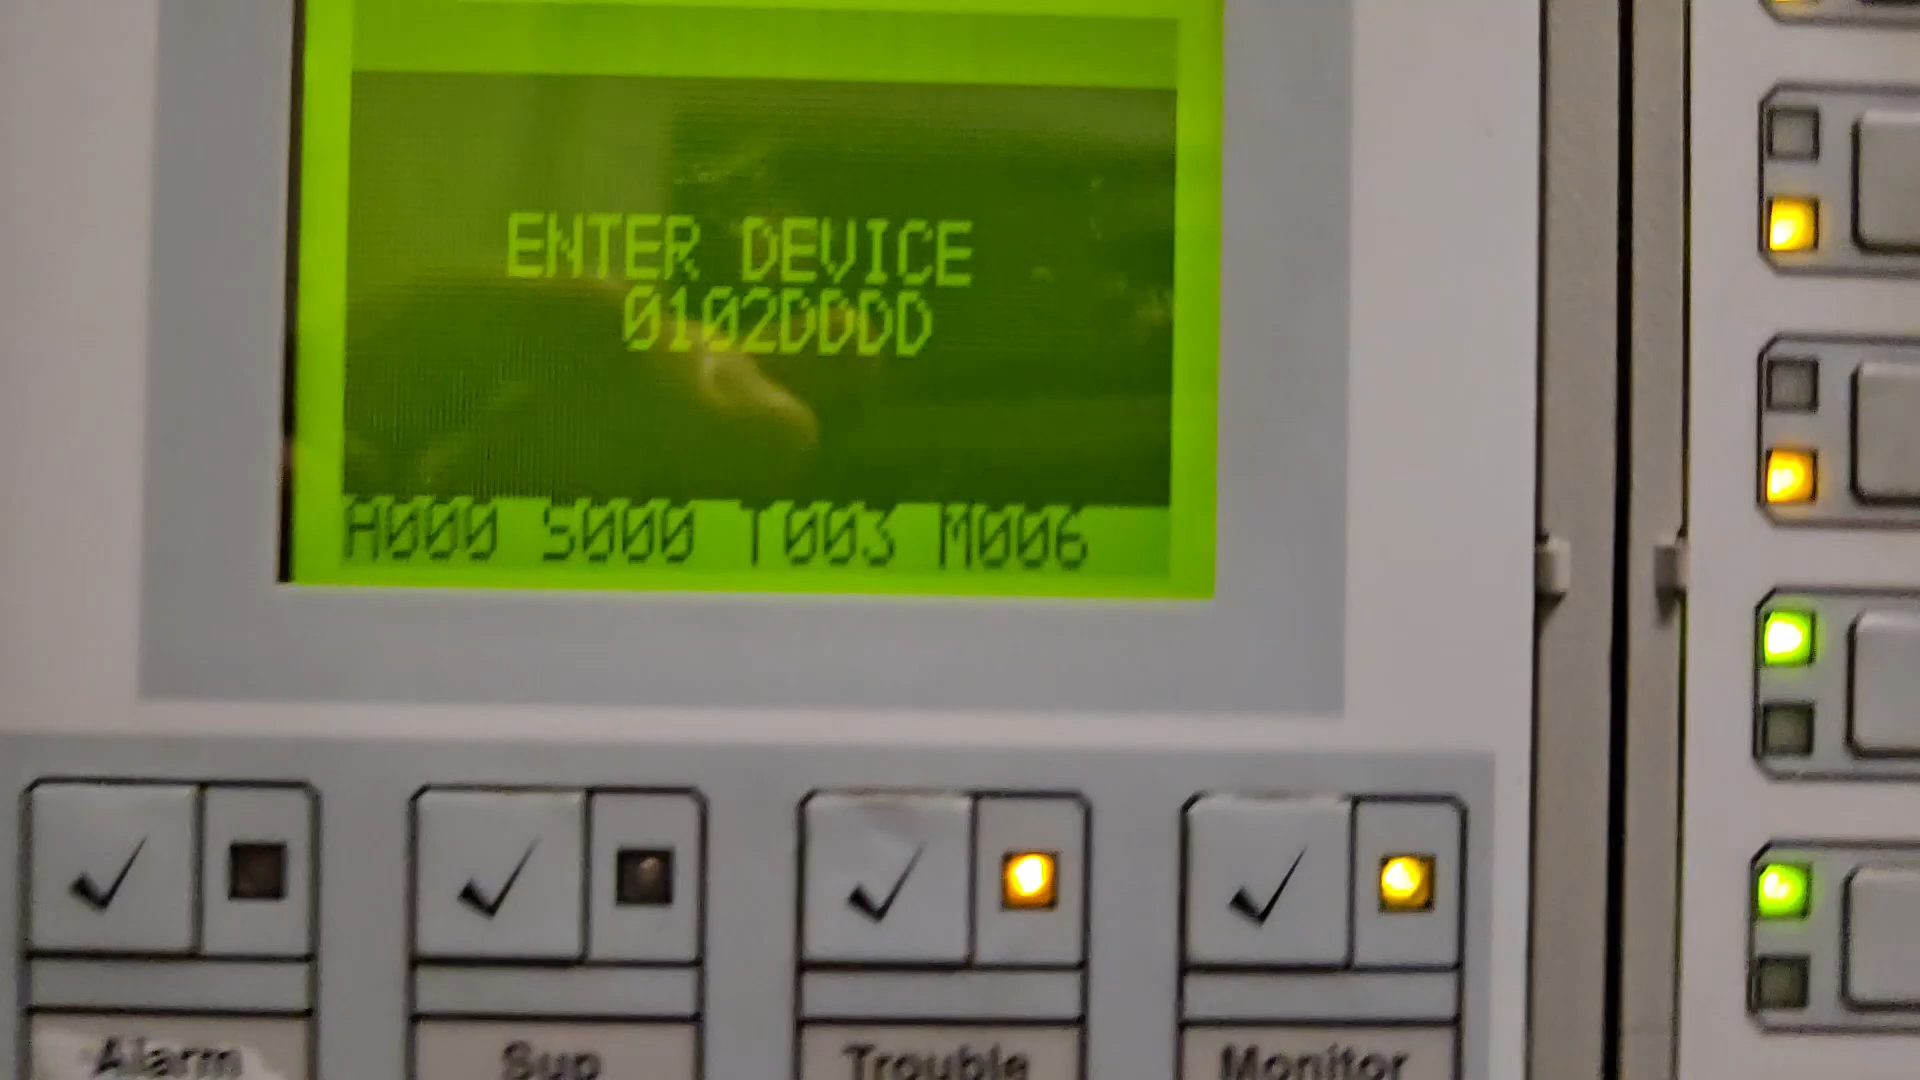 ENTER DEVICE
0102DDDD
A000 S000 T003 M006
Alarm Sup Trouble Monitor